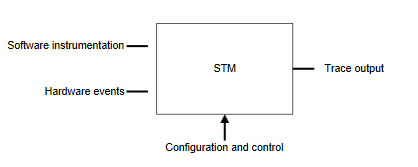 Software instrumentation
STM
Trace output
Hardware events
Configuration and control